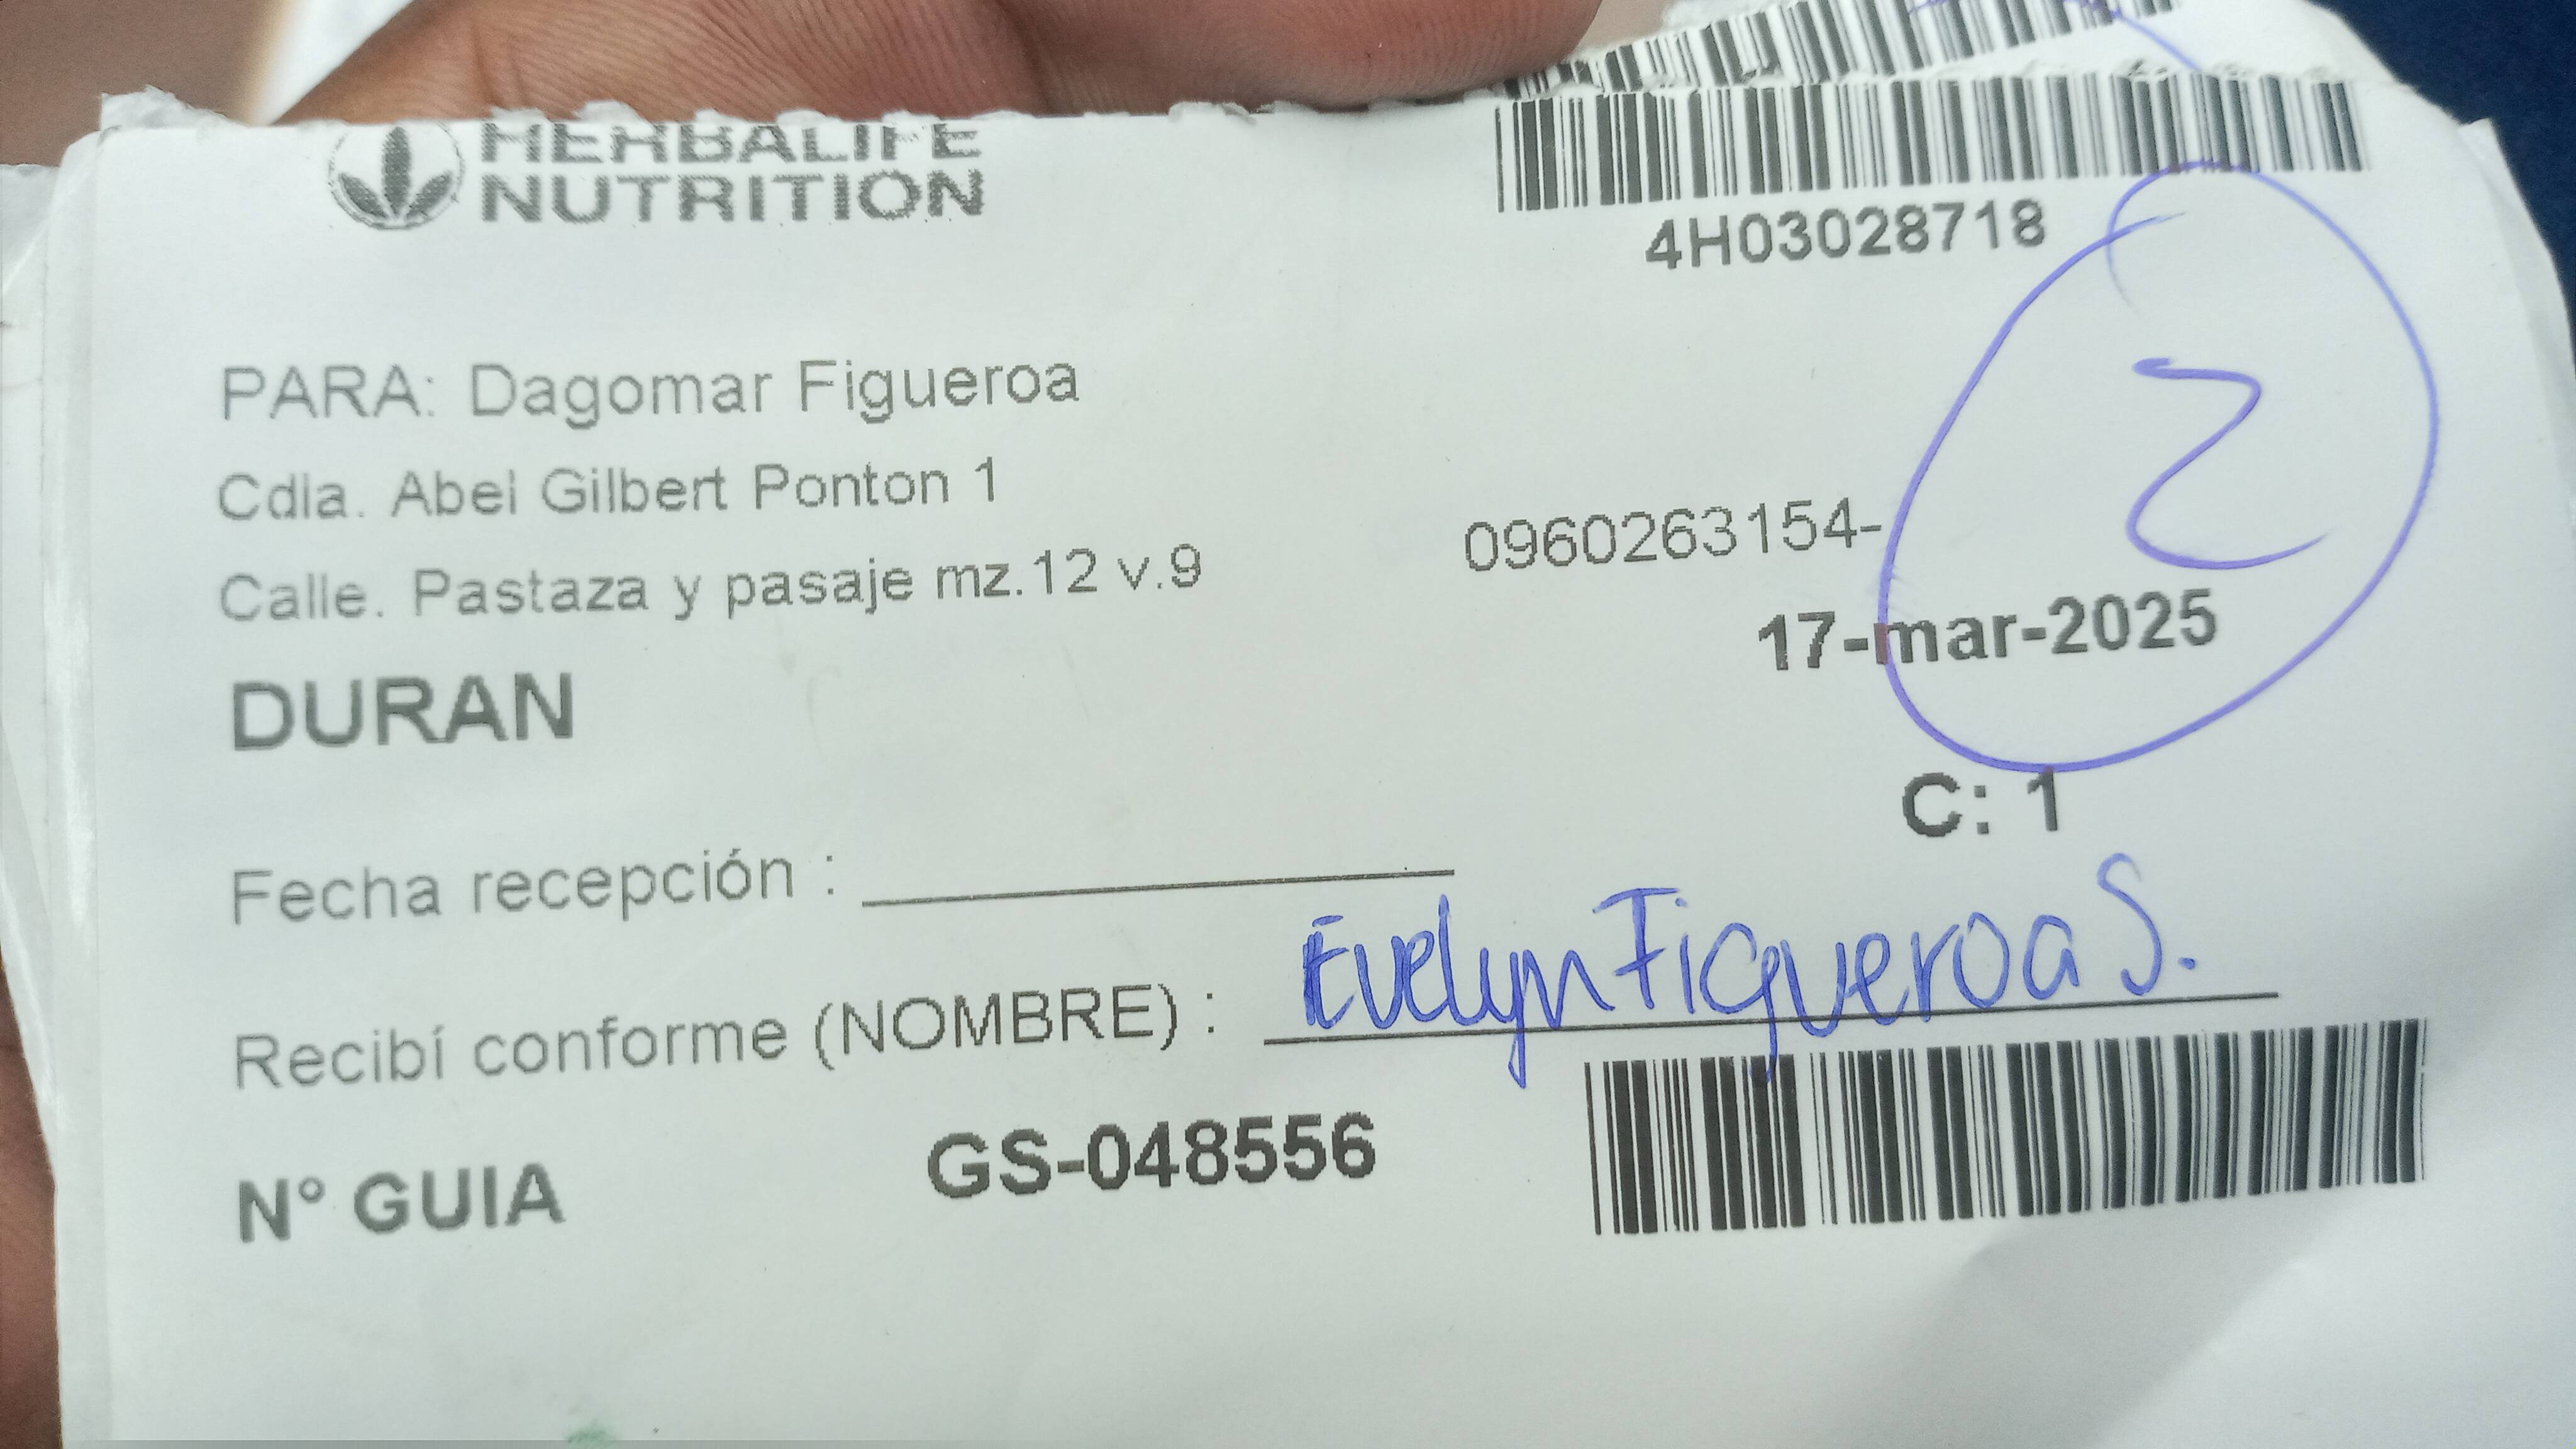 HERBALIFE
NUTRITION
4H03028718
PARA: Dagomar Figueroa
Cdla. Abel Gilbert Ponton 1
Calle. Pastaza y pasaje mz.12 v.9
0960263154-
2
17-mar-2025
DURAN
C: 1
Fecha recepción :
Recibí conforme (NOMBRE) : Evelyn Figueroa S.
N° GUIA GS-048556